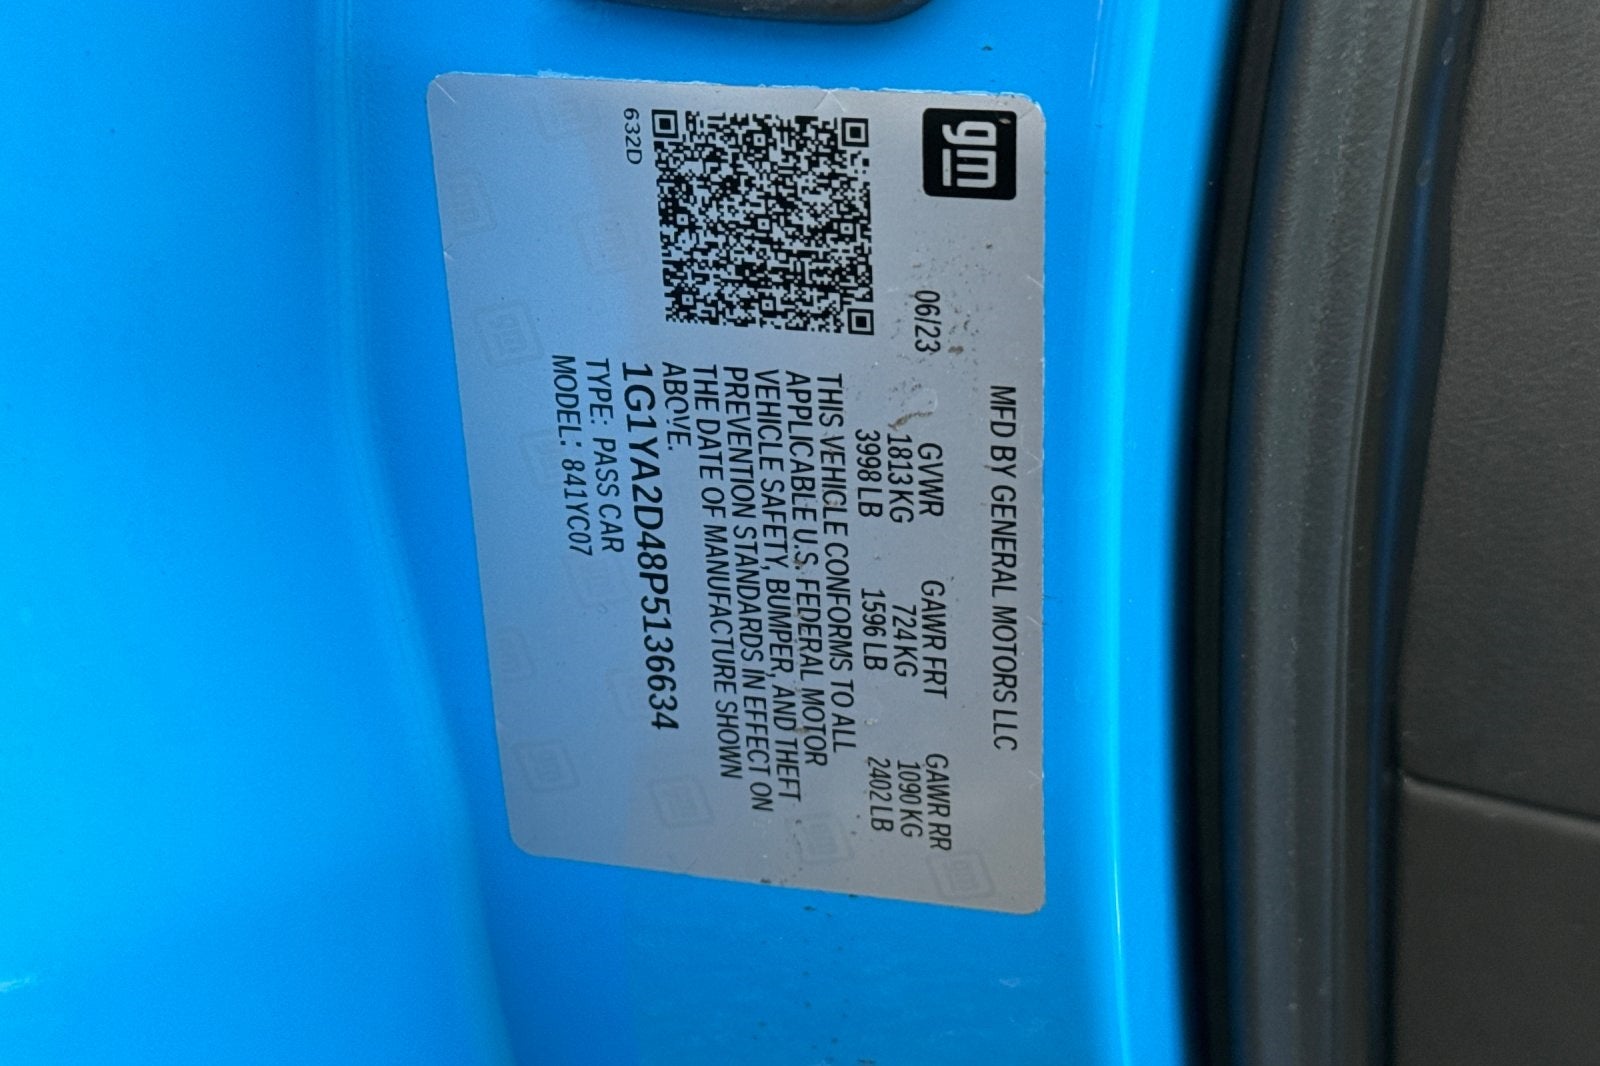 gm
MFD BY GENERAL MOTORS LLC
06/23
GVWR GAWR FRT GAWR RR
1813KG 724KG 1090KG
3998LB 1596LB 2402LB
THIS VEHICLE CONFORMS TO ALL
APPLICABLE U.S. FEDERAL MOTOR
VEHICLE SAFETY, BUMPER, AND THEFT
PREVENTION STANDARDS IN EFFECT ON
THE DATE OF MANUFACTURE SHOWN
ABOVE.
1G1YA2D48P5136634
TYPE: PASS CAR
MODEL: 841YC07
632D